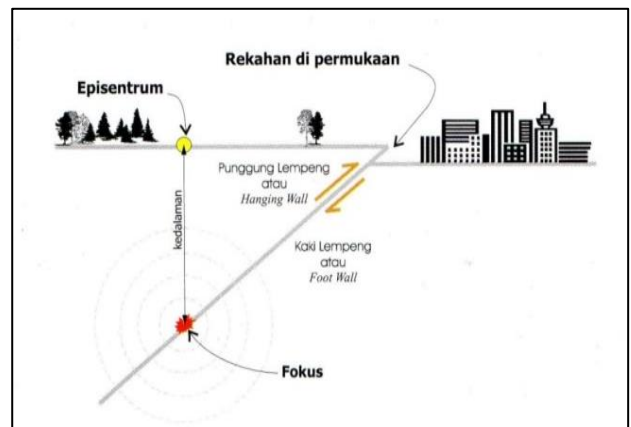 Rekahan di permukaan
Episentrum
Punggung Lempeng
atau
Hanging Wall
kedalaman
Kaki Lempeng
atau
Foot Wall
Fokus